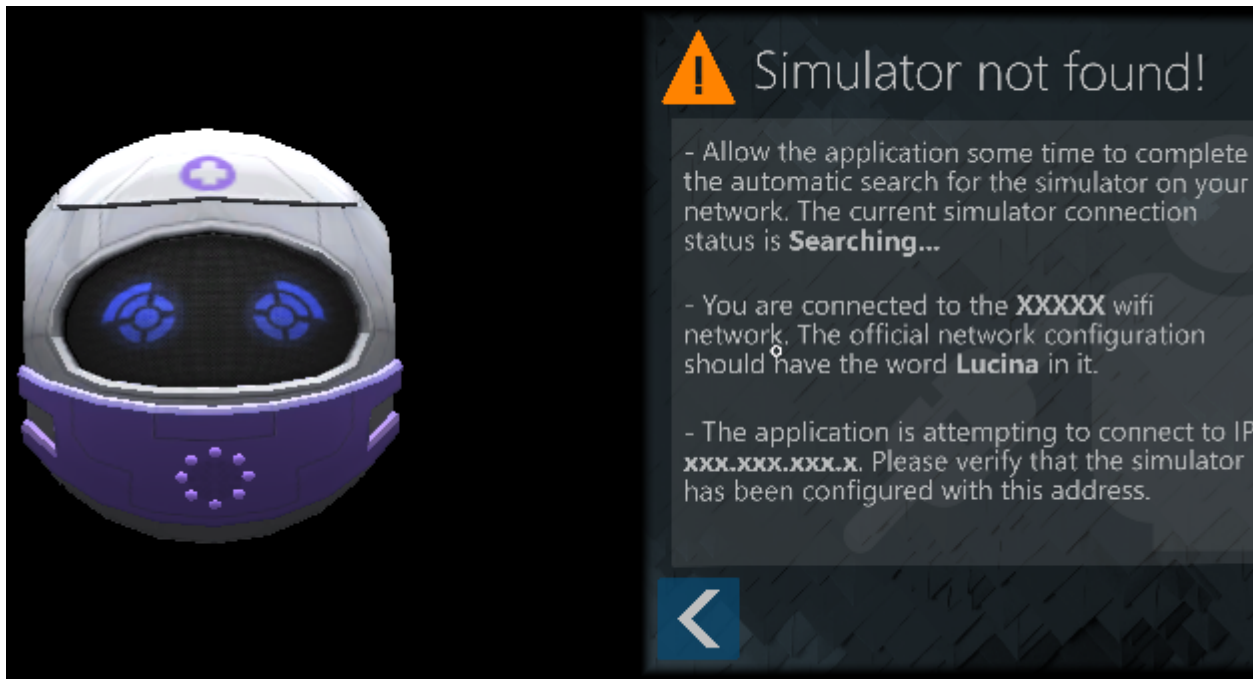 Simulator not found!
- Allow the application some time to complete
the automatic search for the simulator on your
network. The current simulator connection
status is Searching...
- You are connected to the XXXXX wifi
network. The official network configuration
should have the word Lucina in it.
- The application is attempting to connect to IP
xxx.xxx.xxx.x. Please verify that the simulator
has been configured with this address.